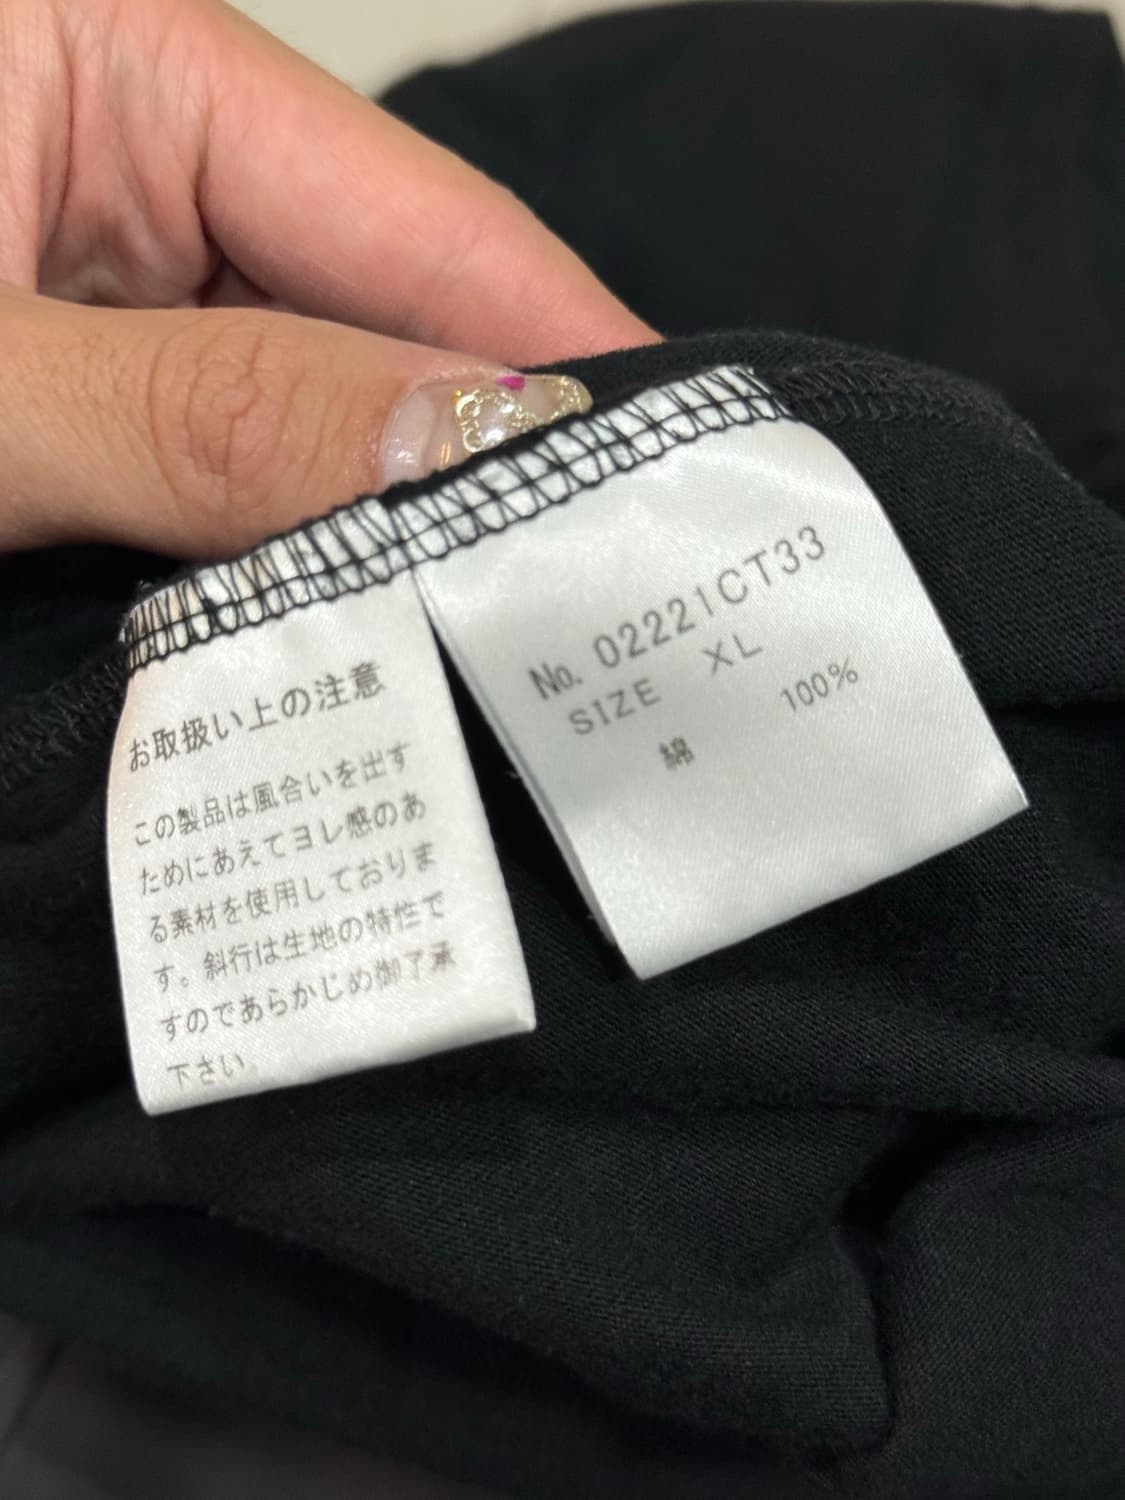 お取扱い上の注意
この製品は風合いを出す
ためにあえてヨレ感のあ
る素材を使用しておりま
す。斜行は生地の特性で
すのであらかじめ御了承
下さい。
No. 02221CT33
SIZE XL
綿 100%